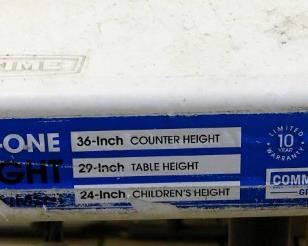 -ONE
36-Inch COUNTER HEIGHT
GHT
29-Inch TABLE HEIGHT
24-Inch CHILDREN'S HEIGHT
LIMITED
10
YEAR
WARRANTY
COMM